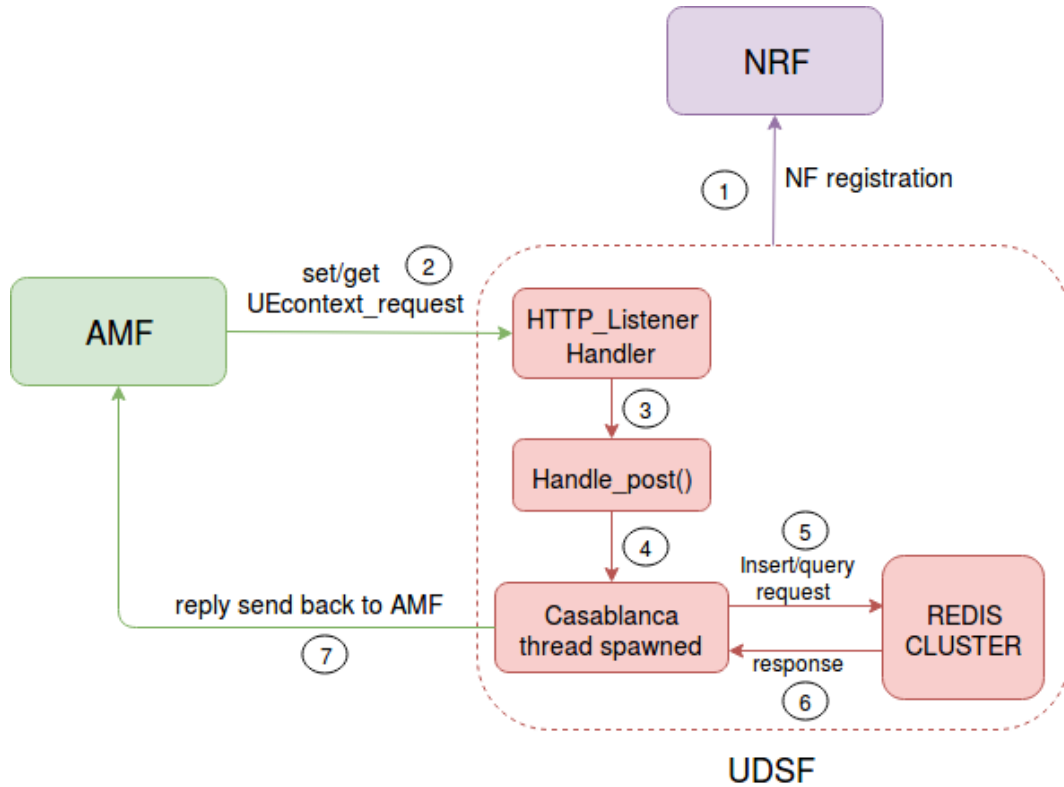 NRF
1
NF registration
2
set/get
UEcontext_request
AMF
HTTP_Listener
Handler
3
Handle_post()
4
5
Insert/query
request
reply send back to AMF
7
Casablanca
thread spawned
REDIS
CLUSTER
response
6
UDSF